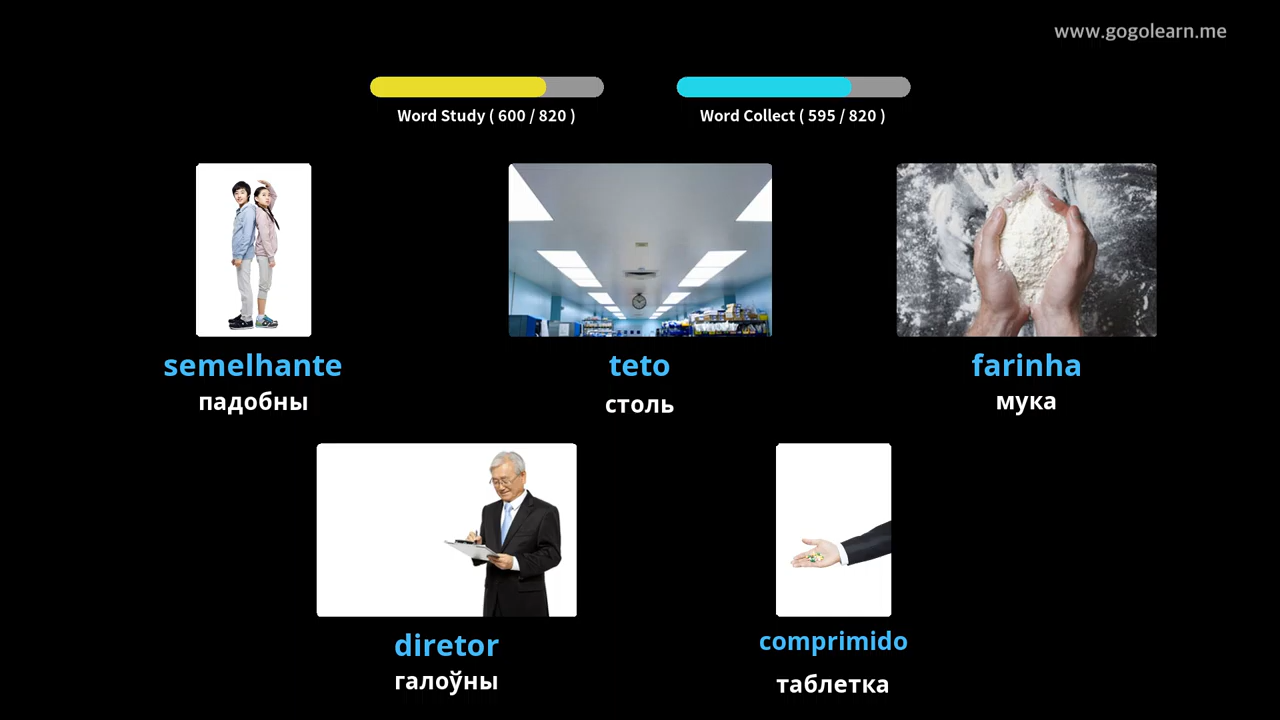 www.gogolearn.me
Word Study ( 600 / 820 )
Word Collect ( 595 / 820 )
semelhante
падобны
teto
столь
farinha
мука
diretor
галоўны
comprimido
таблетка